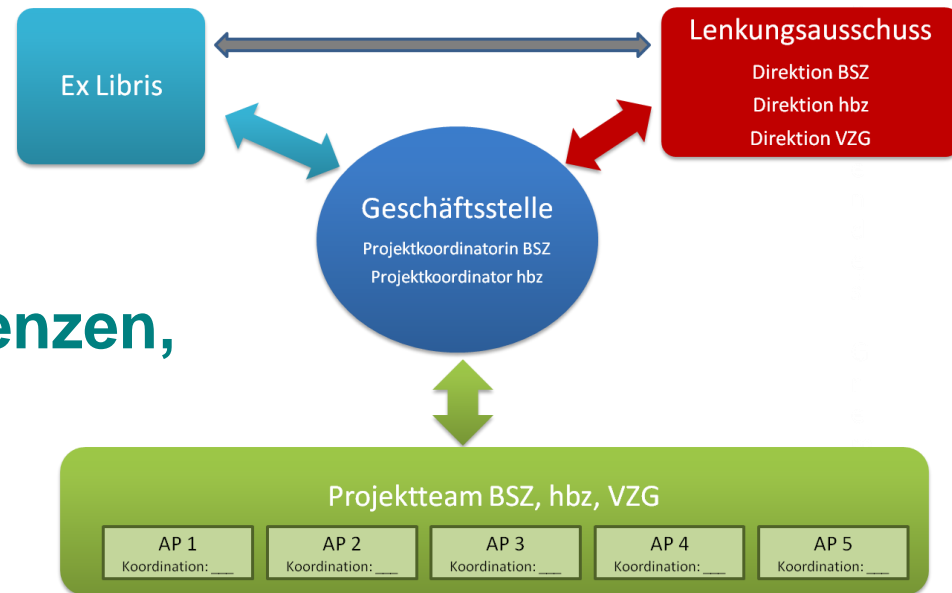 Ex Libris
Lenkungsausschuss
Direktion BSZ
Direktion hbz
Direktion VZG
Geschäftsstelle
Projektkoordinatorin BSZ
Projektkoordinator hbz
enzen,
Projektteam BSZ, hbz, VZG
AP 1
Koordination: ___
AP 2
Koordination: ___
AP 3
Koordination: ___
AP 4
Koordination: ___
AP 5
Koordination: ___